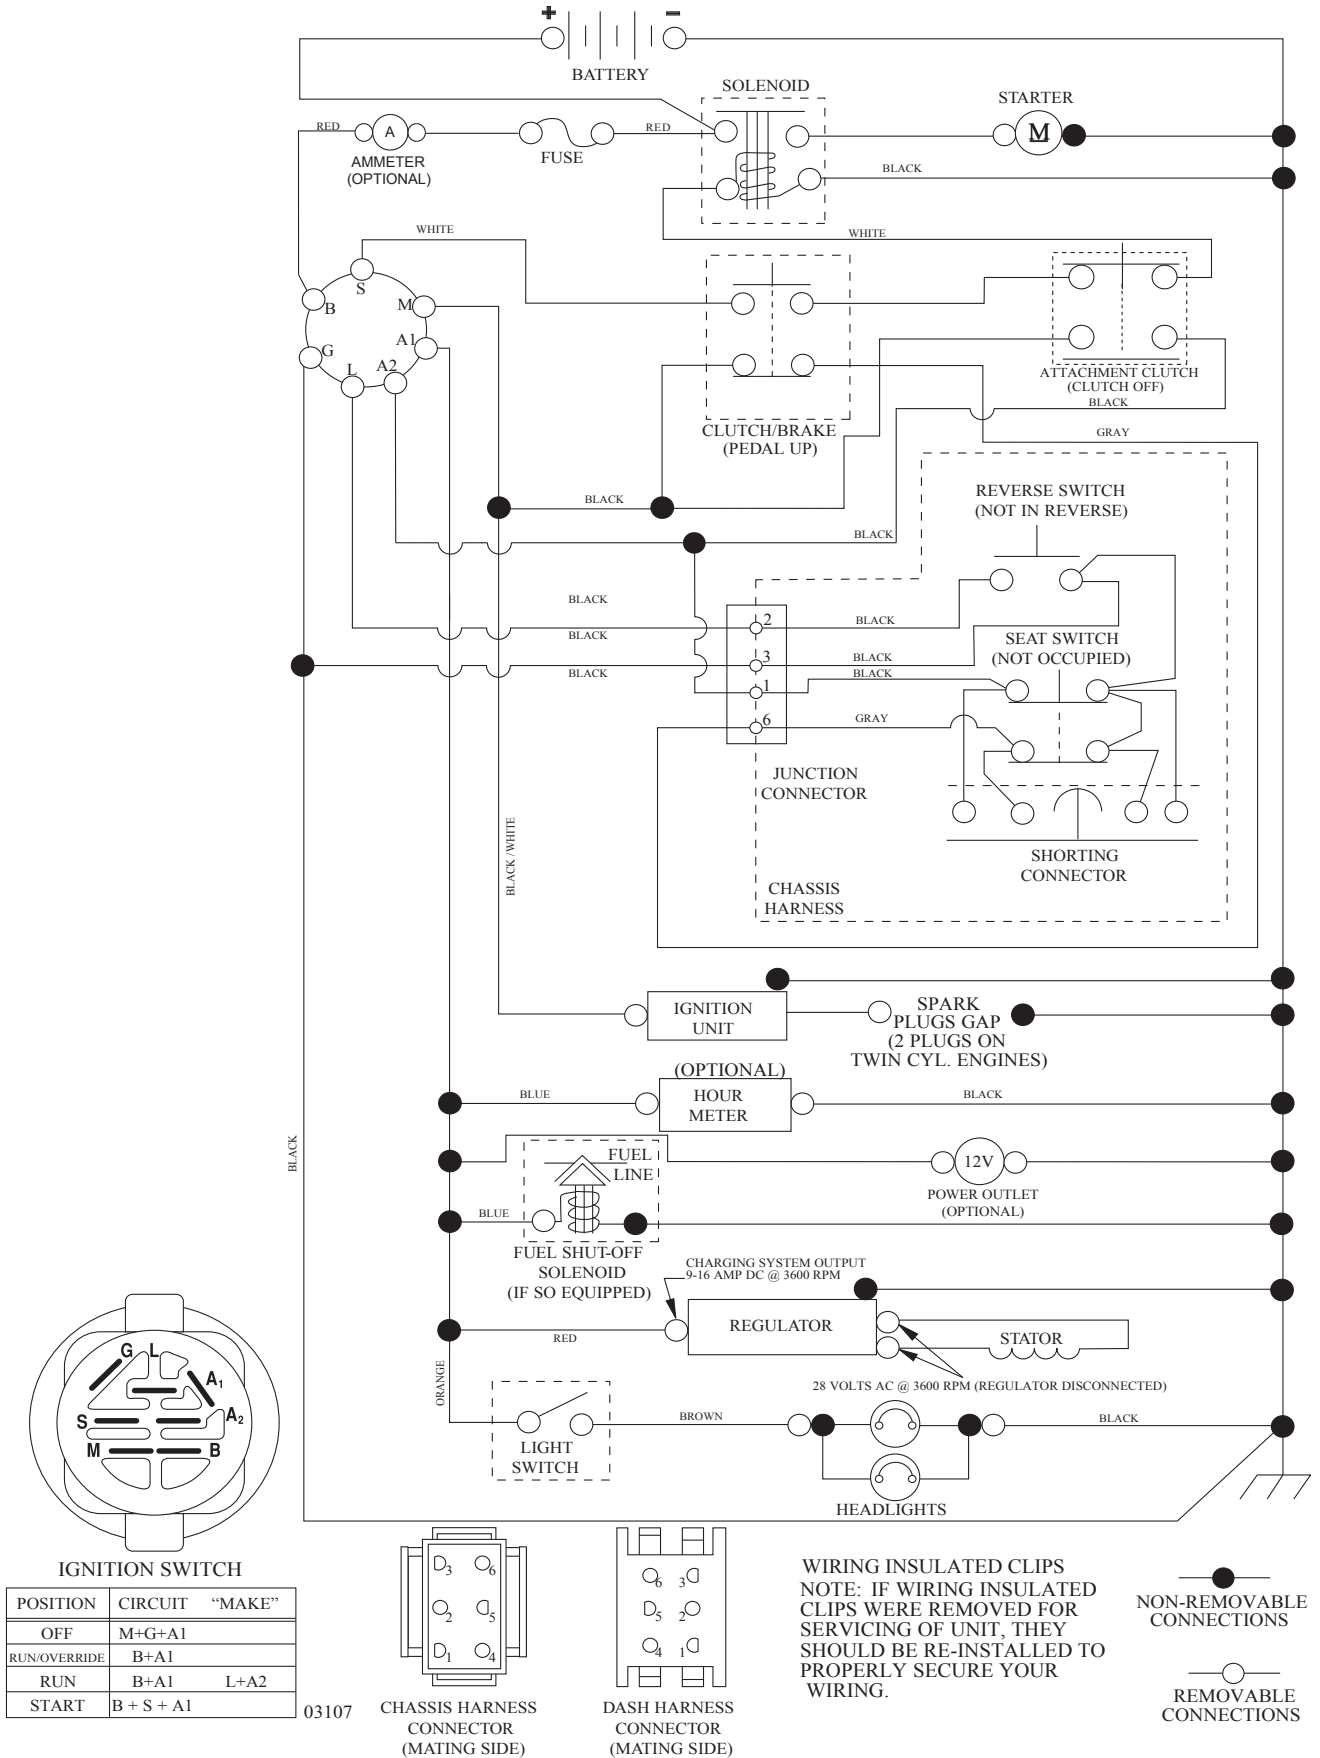 + −
BATTERY
SOLENOID
STARTER
RED
A
RED
M
AMMETER
(OPTIONAL)
FUSE
BLACK
WHITE
WHITE
S
B
M
A1
G
L
A2
ATTACHMENT CLUTCH
(CLUTCH OFF)
BLACK
CLUTCH/BRAKE
(PEDAL UP)
GRAY
REVERSE SWITCH
(NOT IN REVERSE)
BLACK
BLACK
BLACK
2
BLACK
BLACK
SEAT SWITCH
(NOT OCCUPIED)
3
BLACK
BLACK
BLACK
1
6
GRAY
JUNCTION
CONNECTOR
BLACK /WHITE
SHORTING
CONNECTOR
CHASSIS
HARNESS
IGNITION
UNIT
SPARK
PLUGS GAP
(2 PLUGS ON
TWIN CYL. ENGINES)
(OPTIONAL)
HOUR
METER
BLUE
BLACK
BLACK
FUEL
LINE
12V
POWER OUTLET
(OPTIONAL)
BLUE
FUEL SHUT-OFF
SOLENOID
(IF SO EQUIPPED)
CHARGING SYSTEM OUTPUT
9-16 AMP DC @ 3600 RPM
REGULATOR
RED
STATOR
28 VOLTS AC @ 3600 RPM (REGULATOR DISCONNECTED)
ORANGE
LIGHT
SWITCH
BROWN
BLACK
HEADLIGHTS
G L
A1
S
A2
M B
IGNITION SWITCH
POSITION CIRCUIT “MAKE”
OFF M+G+A1
RUN/OVERRIDE B+A1
RUN B+A1 L+A2
START B + S + A1
03107
3 6
2 5
1 4
CHASSIS HARNESS
CONNECTOR
(MATING SIDE)
6 3
5 2
4 1
DASH HARNESS
CONNECTOR
(MATING SIDE)
WIRING INSULATED CLIPS
NOTE: IF WIRING INSULATED
CLIPS WERE REMOVED FOR
SERVICING OF UNIT, THEY
SHOULD BE RE-INSTALLED TO
PROPERLY SECURE YOUR
WIRING.
NON-REMOVABLE
CONNECTIONS
REMOVABLE
CONNECTIONS